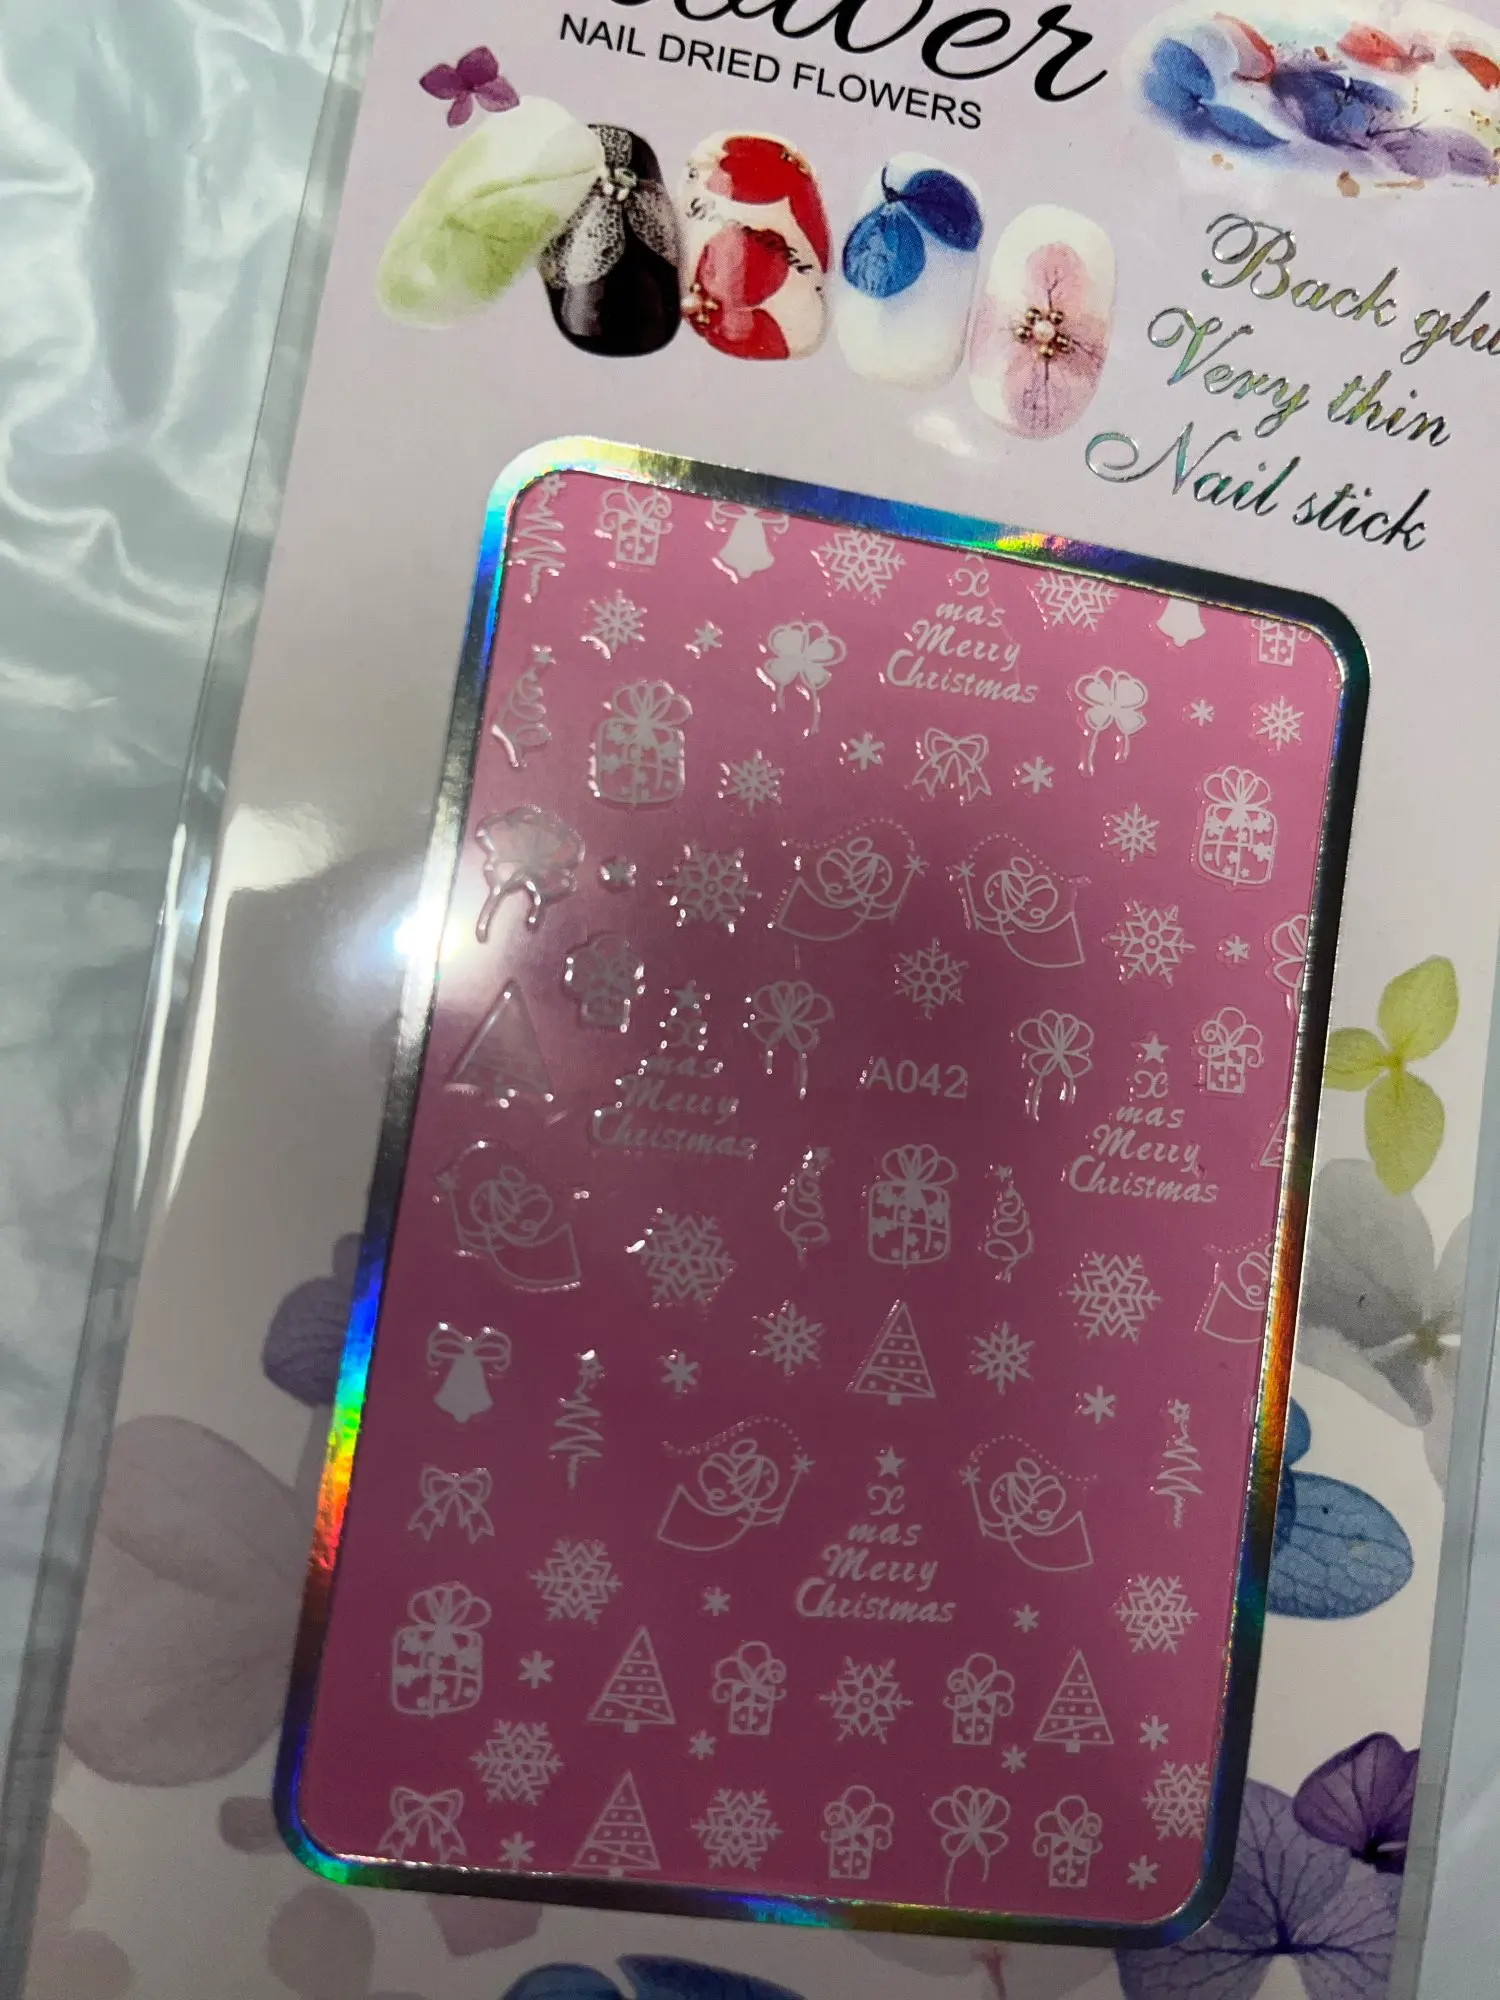 NAIL DRIED FLOWERS
Back
Very thin
Nail stick
X
mas
Merry
Christmas
A042
X
mas
Merry
Christmas
X
mas
Merry
Christmas
X
mas
Merry
Christmas